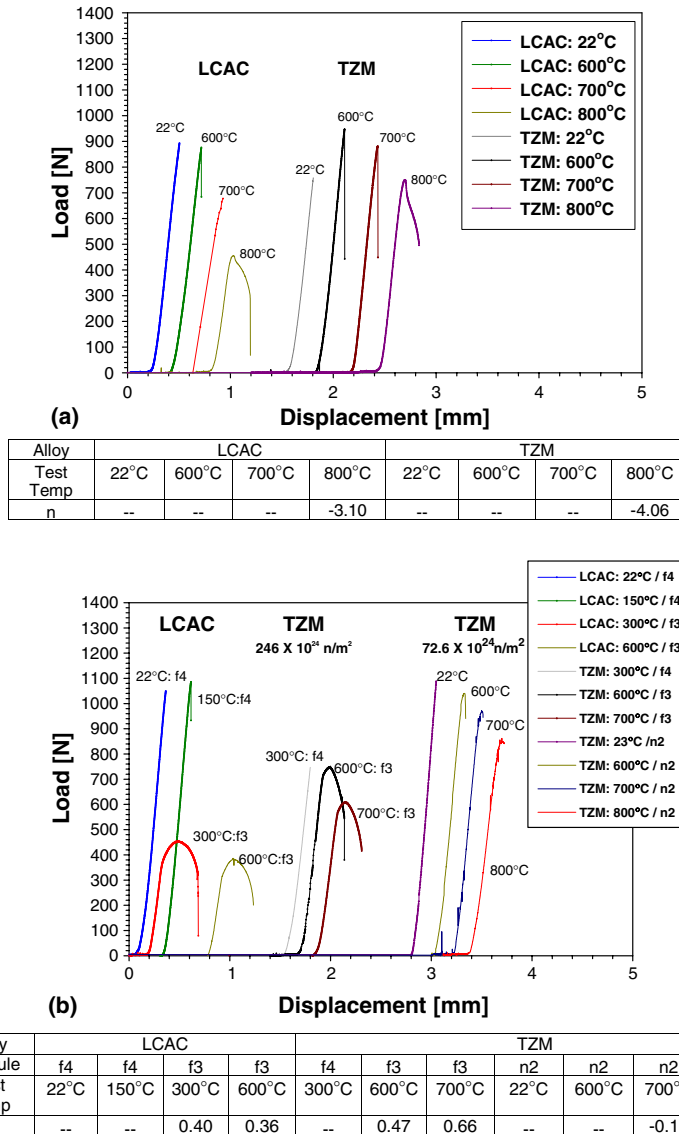 1400
1300
1200
1100
1000
900
800
700
600
500
400
300
200
100
0
Load [N]
LCAC TZM
22°C
600°C
700°C
800°C
22°C
600°C
700°C
800°C
LCAC: 22°C
LCAC: 600°C
LCAC: 700°C
LCAC: 800°C
TZM: 22°C
TZM: 600°C
TZM: 700°C
TZM: 800°C
0 1 2 3 4 5
(a) Displacement [mm]
Alloy LCAC TZM
Test Temp 22°C 600°C 700°C 800°C 22°C 600°C 700°C 800°C
n -- -- -- -3.10 -- -- -- -4.06
1400
1300
1200
1100
1000
900
800
700
600
500
400
300
200
100
0
Load [N]
LCAC TZM TZM
246 X 10²⁴ n/m² 72.6 X 10²⁴ n/m²
22°C: f4
150°C:f4
300°C:f3
600°C:f3
300°C: f4
600°C: f3
700°C: f3
22°C
600°C
700°C
800°C
LCAC: 22°C / f4
LCAC: 150°C / f4
LCAC: 300°C / f3
LCAC: 600°C / f3
TZM: 300°C / f4
TZM: 600°C / f3
TZM: 700°C / f3
TZM: 23°C /n2
TZM: 600°C / n2
TZM: 700°C / n2
TZM: 800°C / n2
0 1 2 3 4 5
(b) Displacement [mm]
y LCAC TZM
ule f4 f4 f3 f3 f4 f3 f3 n2 n2 n2
t 22°C 150°C 300°C 600°C 300°C 600°C 700°C 22°C 600°C 700°
p
-- -- 0.40 0.36 -- 0.47 0.66 -- -- -0.1